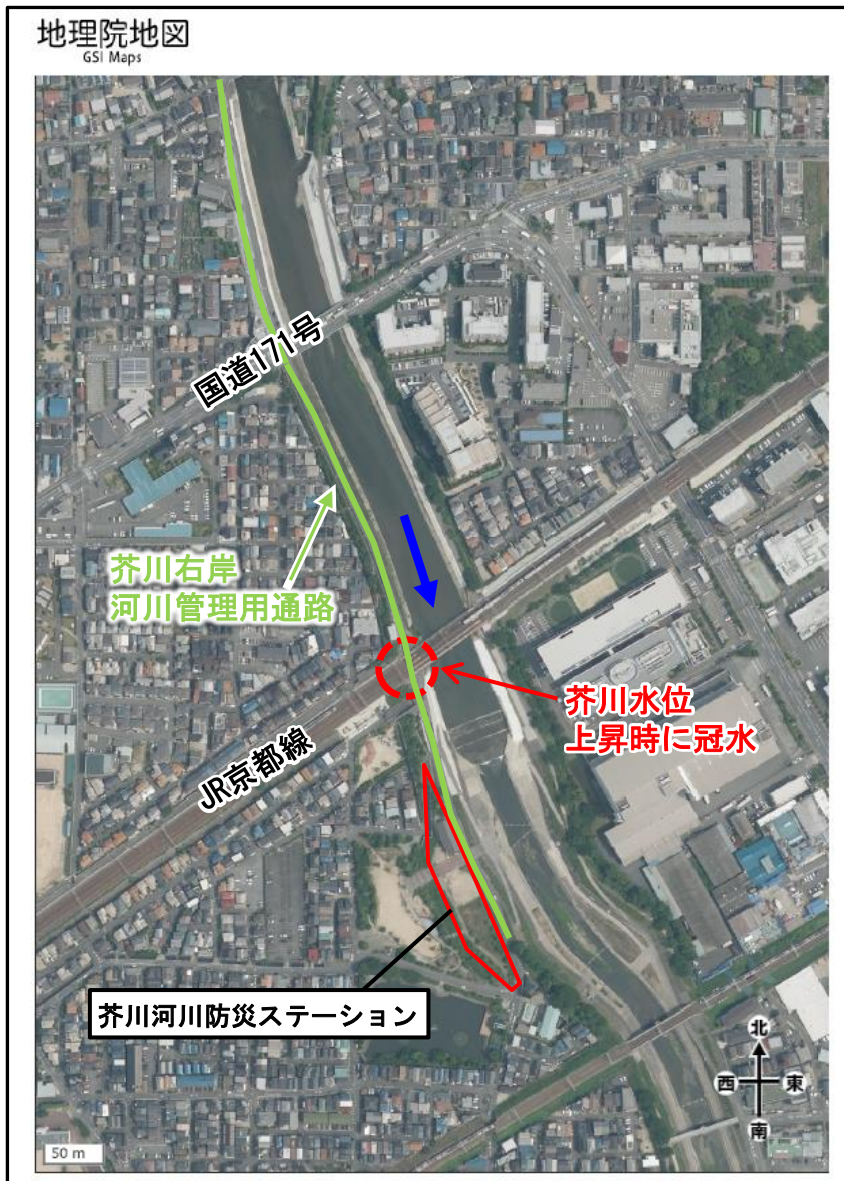 地理院地図
GSI Maps
国道171号
芥川右岸
河川管理用通路
芥川水位
上昇時に冠水
JR京都線
芥川河川防災ステーション
北
西
東
南
50 m